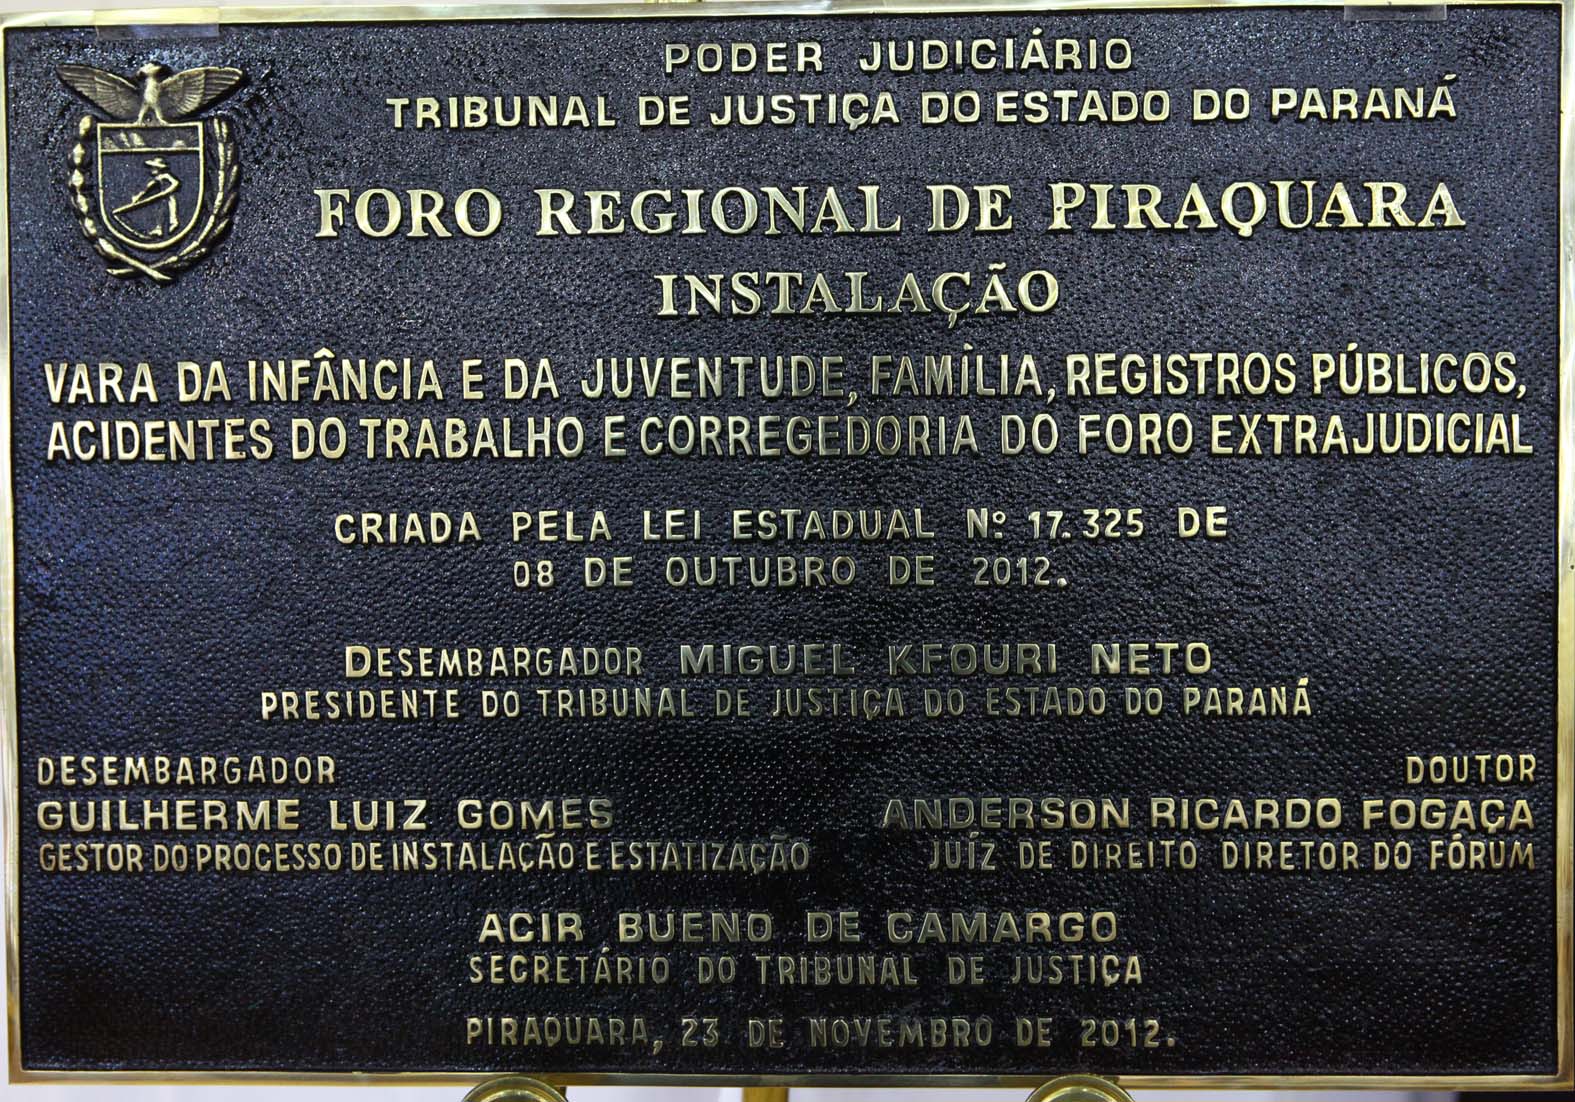 PODER JUDICIÁRIO
TRIBUNAL DE JUSTIÇA DO ESTADO DO PARANÁ
FORO REGIONAL DE PIRAQUARA
INSTALAÇÃO
VARA DA INFÂNCIA E DA JUVENTUDE, FAMÌLIA, REGISTROS PÚBLICOS,
ACIDENTES DO TRABALHO E CORREGEDORIA DO FORO EXTRAJUDICIAL
CRIADA PELA LEI ESTADUAL Nº 17.325 DE
08 DE OUTUBRO DE 2012.
DESEMBARGADOR MIGUEL KFOURI NETO
PRESIDENTE DO TRIBUNAL DE JUSTIÇA DO ESTADO DO PARANÁ
DESEMBARGADOR
GUILHERME LUIZ GOMES
GESTOR DO PROCESSO DE INSTALAÇÃO E ESTATIZAÇÃO
DOUTOR
ANDERSON RICARDO FOGAÇA
JUÍZ DE DIREITO DIRETOR DO FÓRUM
ACIR BUENO DE CAMARGO
SECRETÁRIO DO TRIBUNAL DE JUSTIÇA
PIRAQUARA, 23 DE NOVEMBRO DE 2012.